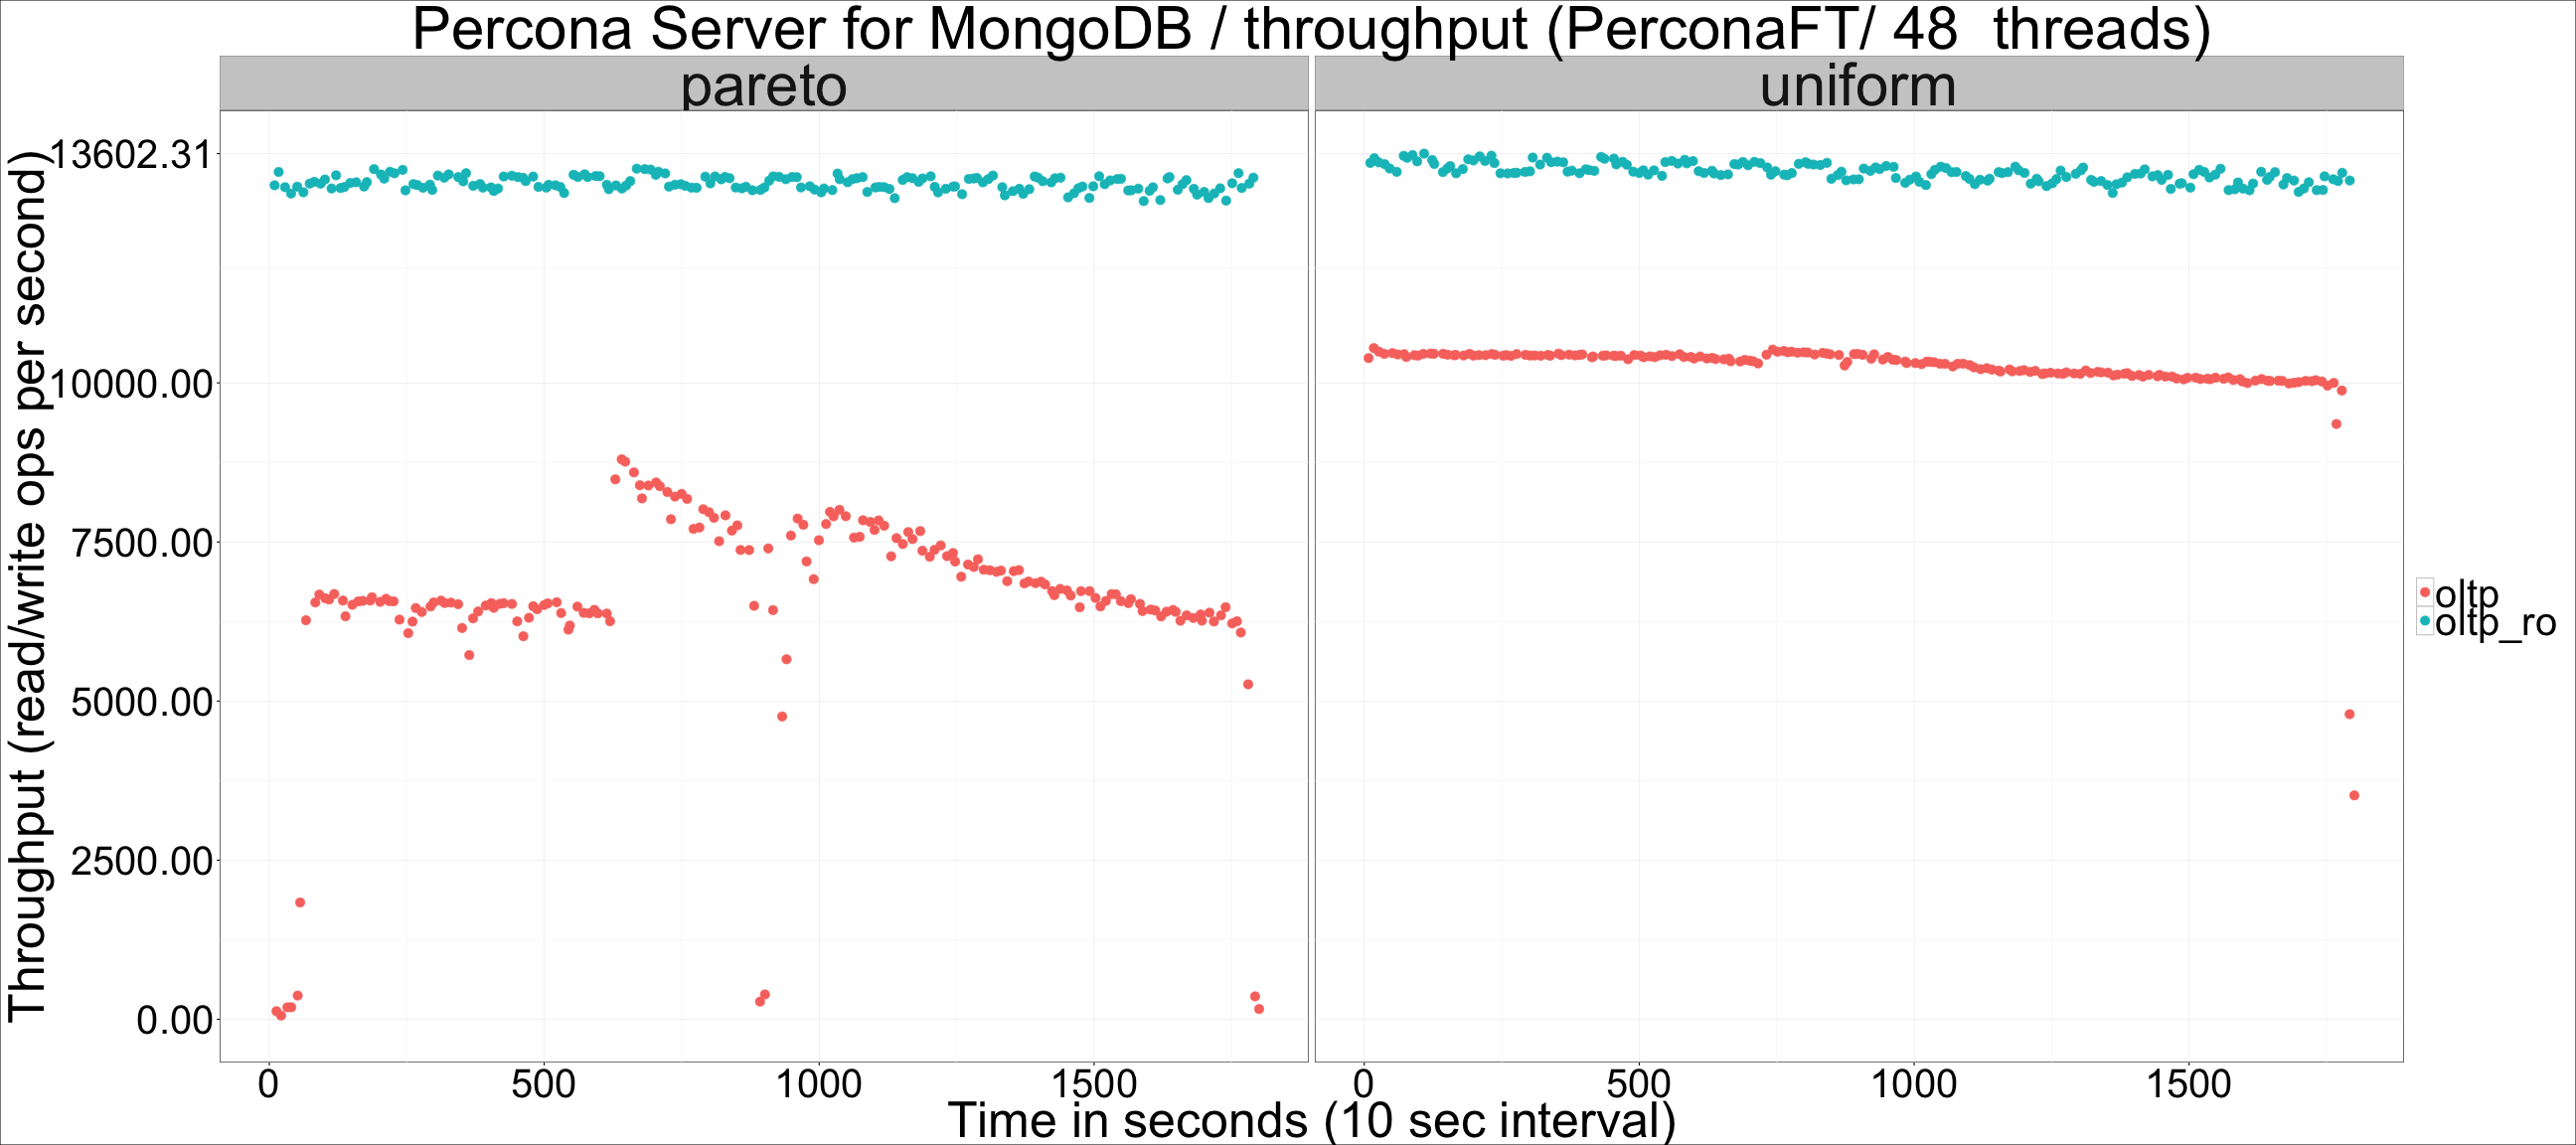 Percona Server for MongoDB / throughput (PerconaFT/ 48  threads)
pareto
uniform
Throughput (read/write ops per second)
13602.31
10000.00
7500.00
5000.00
2500.00
0.00
0 500 1000 1500
0 500 1000 1500
Time in seconds (10 sec interval)
oltp
oltp_ro